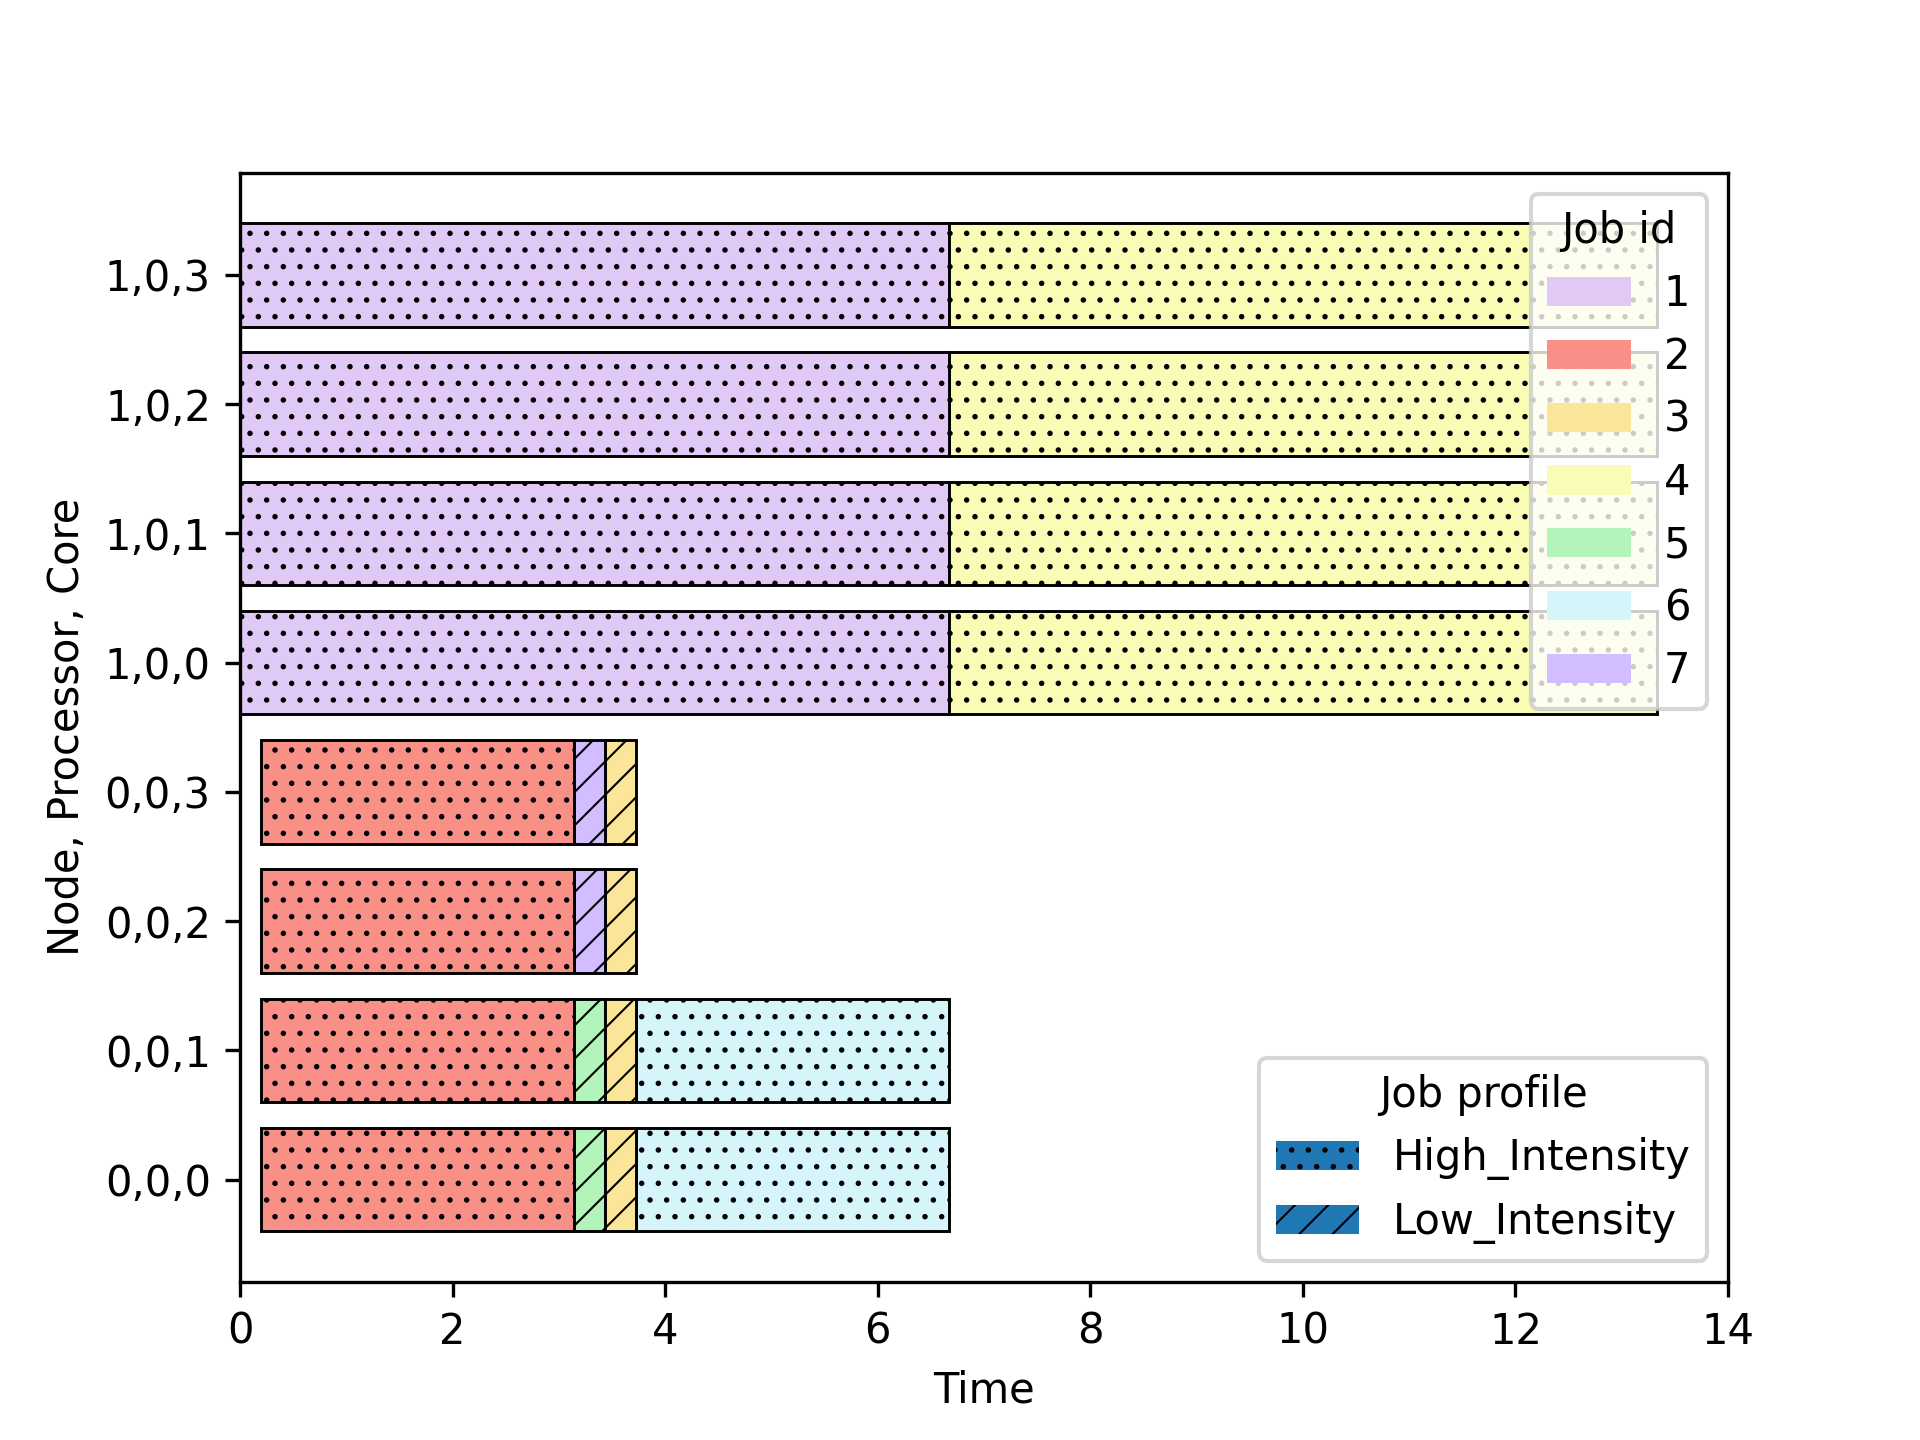 Job id
1
2
3
4
5
6
7
1,0,3
1,0,2
1,0,1
1,0,0
0,0,3
0,0,2
0,0,1
0,0,0
Node, Processor, Core
Job profile
High_Intensity
Low_Intensity
0 2 4 6 8 10 12 14
Time